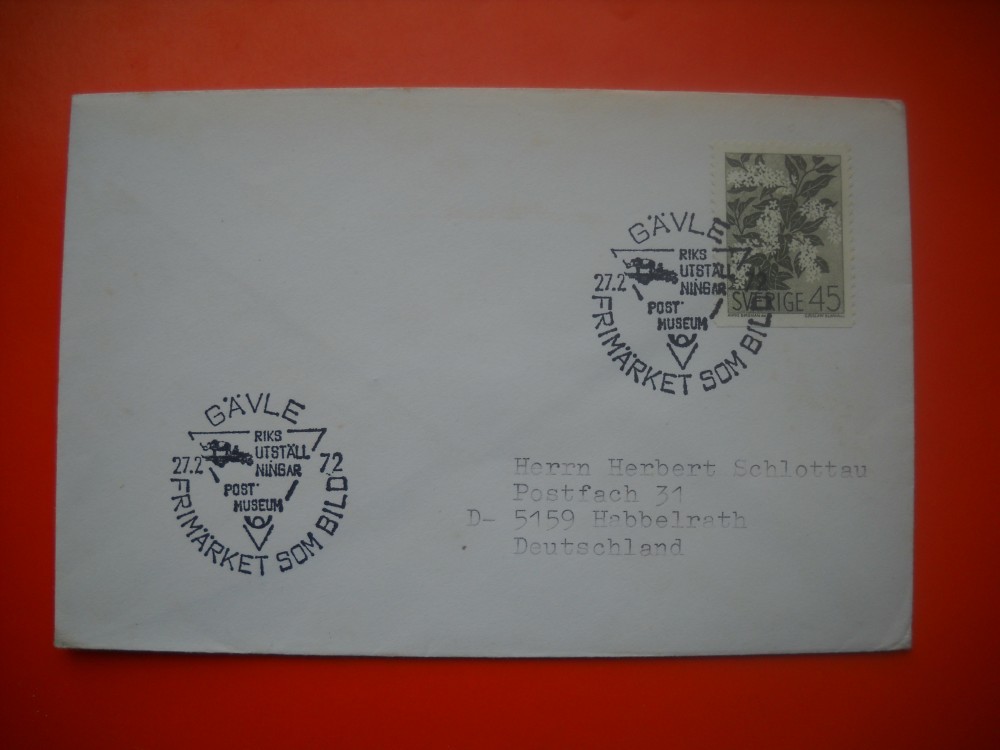 SVERIGE 45
GÄVLE
RIKS
UTSTÄLL
NINGAR
27.2
POST
MUSEUM
FRIMÄRKET SOM BILD
GÄVLE
RIKS
UTSTÄLL
NINGAR
27.2 72
POST
MUSEUM
FRIMÄRKET SOM BILD
Herrn Herbert Schlottau
Postfach 31
D- 5159 Habbelrath
Deutschland